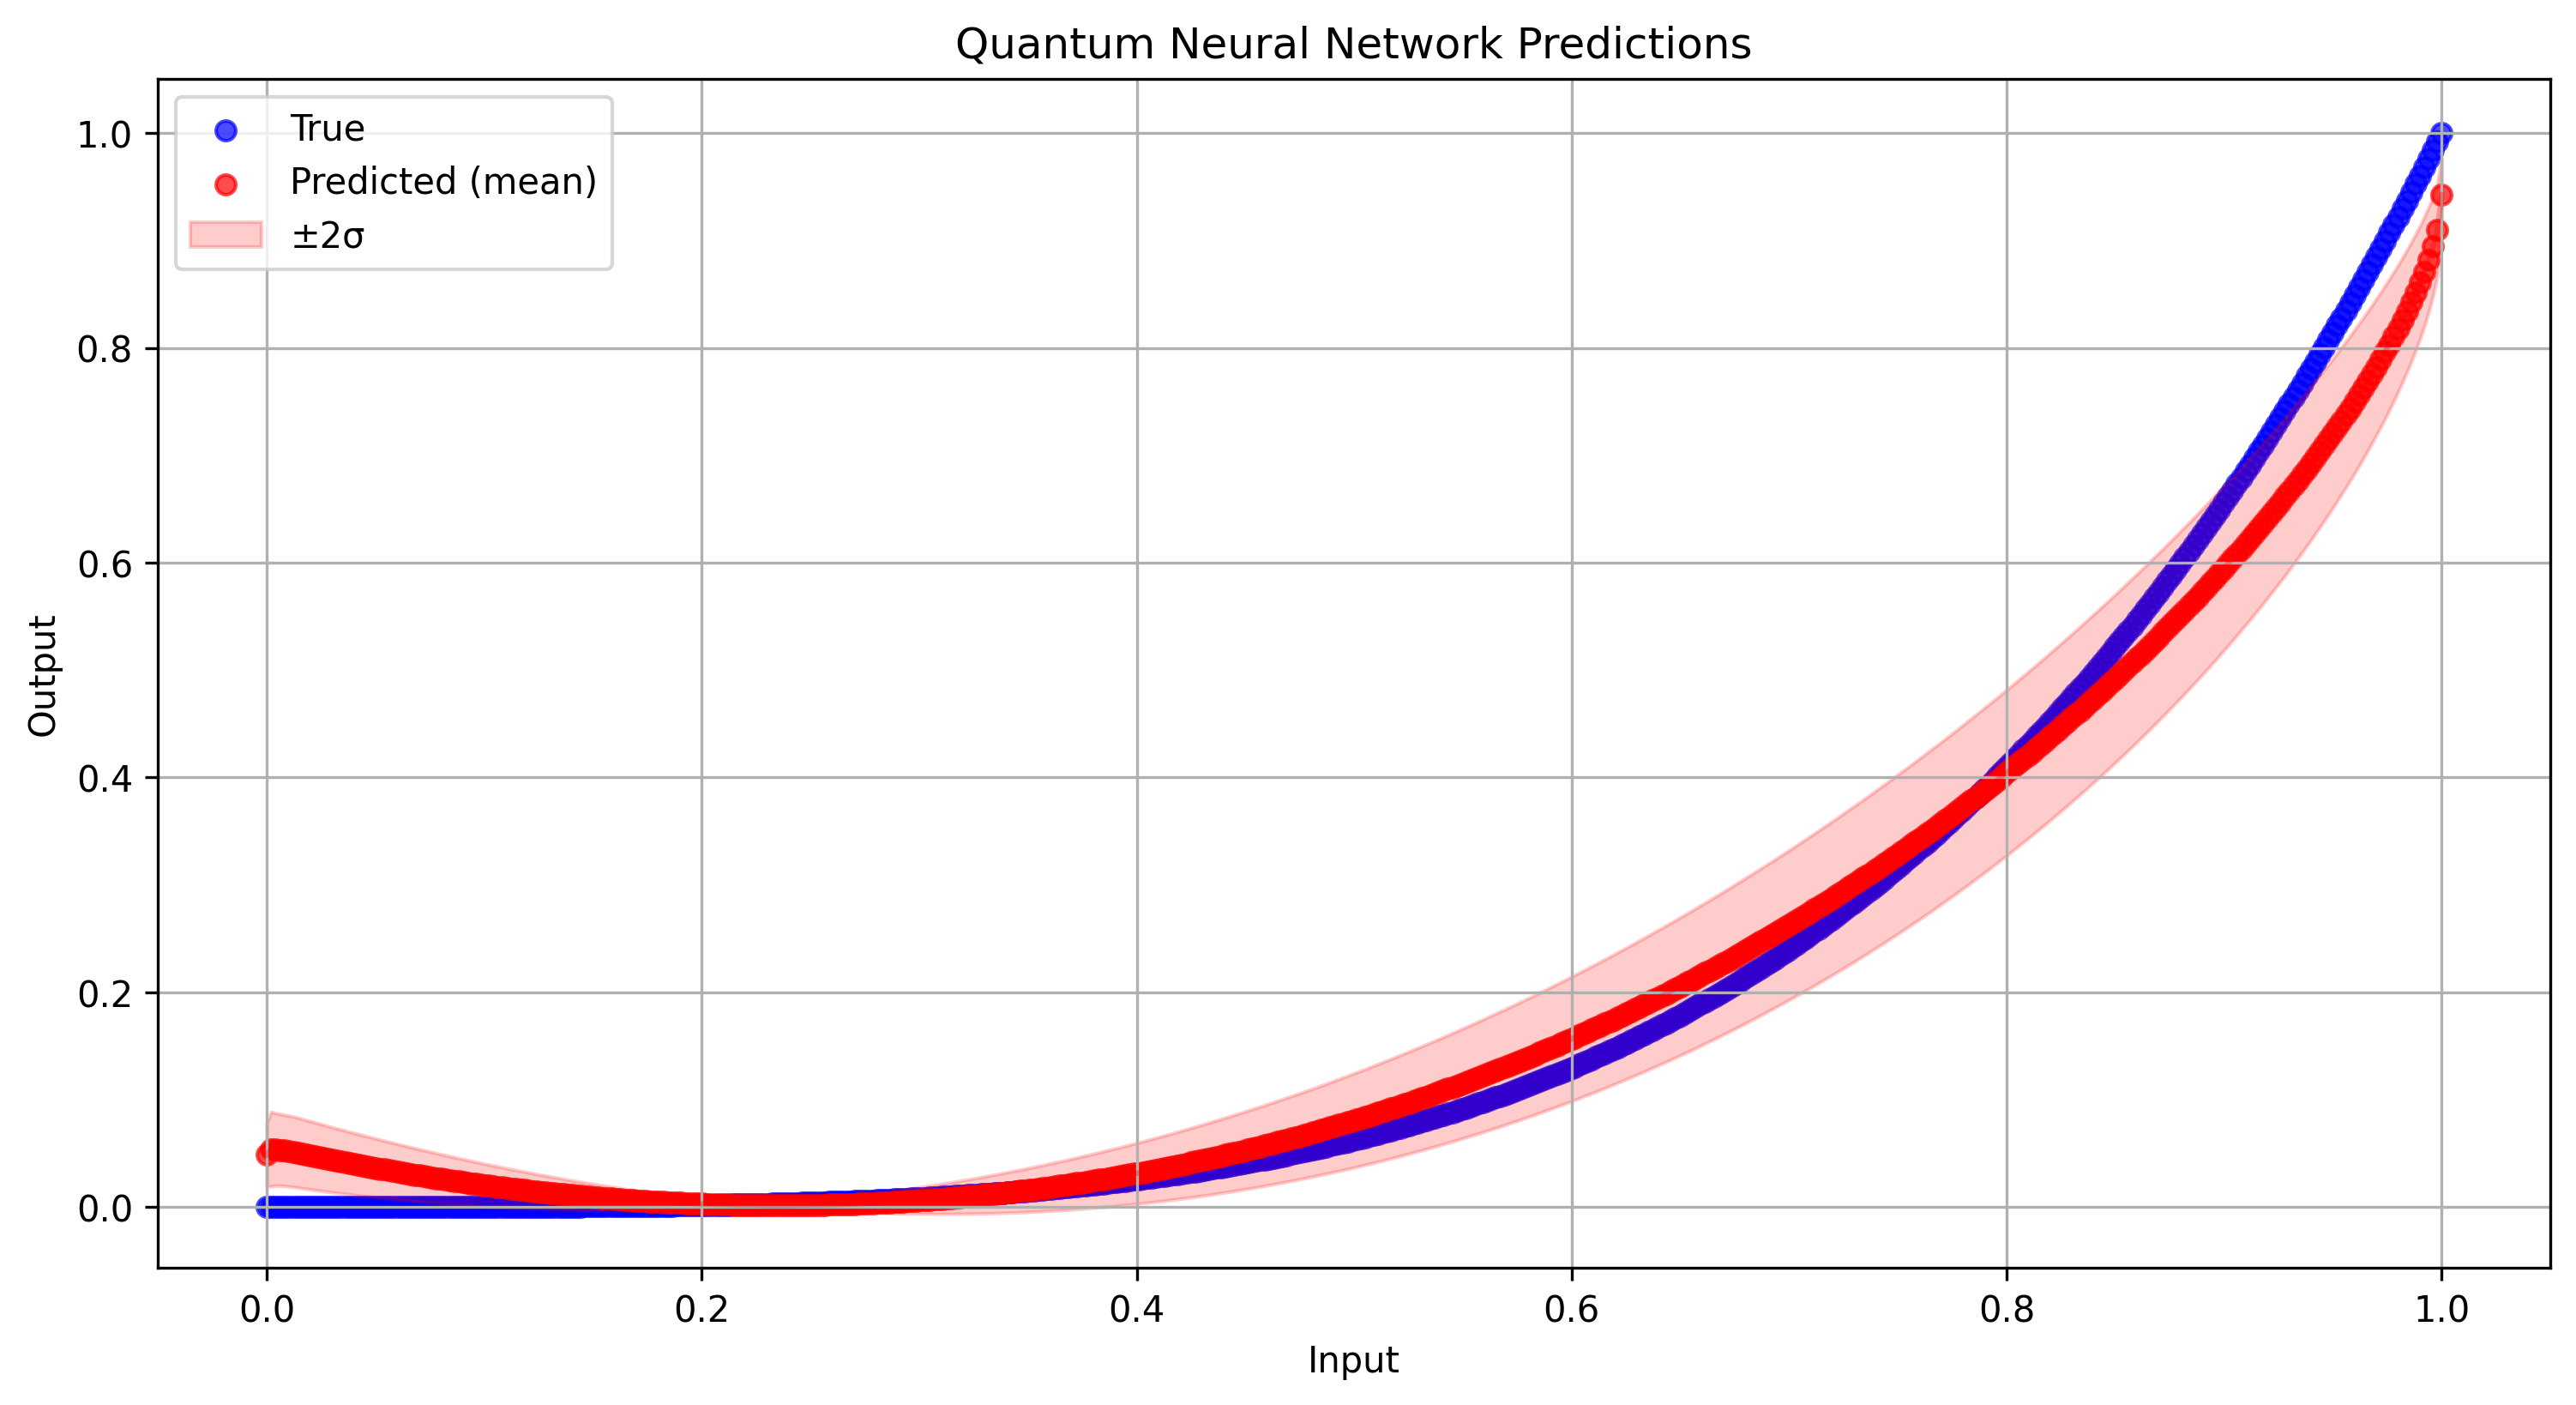 Quantum Neural Network Predictions
True
Predicted (mean)
±2σ
1.0
0.8
0.6
0.4
0.2
0.0
Output
0.0 0.2 0.4 0.6 0.8 1.0
Input